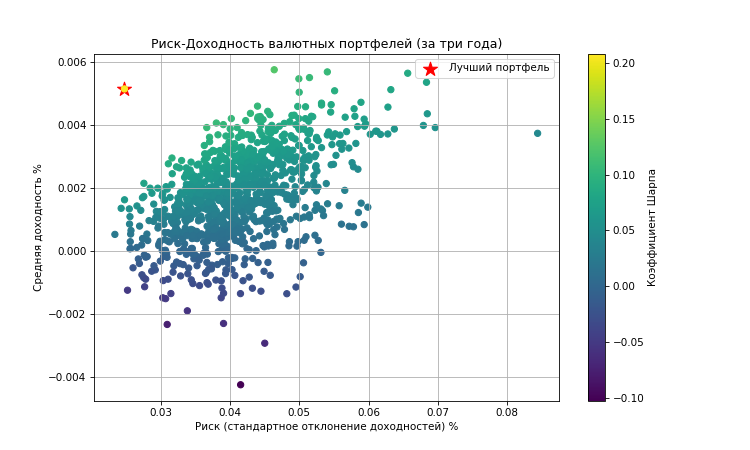 Риск-Доходность валютных портфелей (за три года)
Лучший портфель
Средняя доходность %
0.006
0.004
0.002
0.000
−0.002
−0.004
0.03 0.04 0.05 0.06 0.07 0.08
Риск (стандартное отклонение доходностей) %
0.20
0.15
0.10
0.05
0.00
−0.05
−0.10
Коэффициент Шарпа